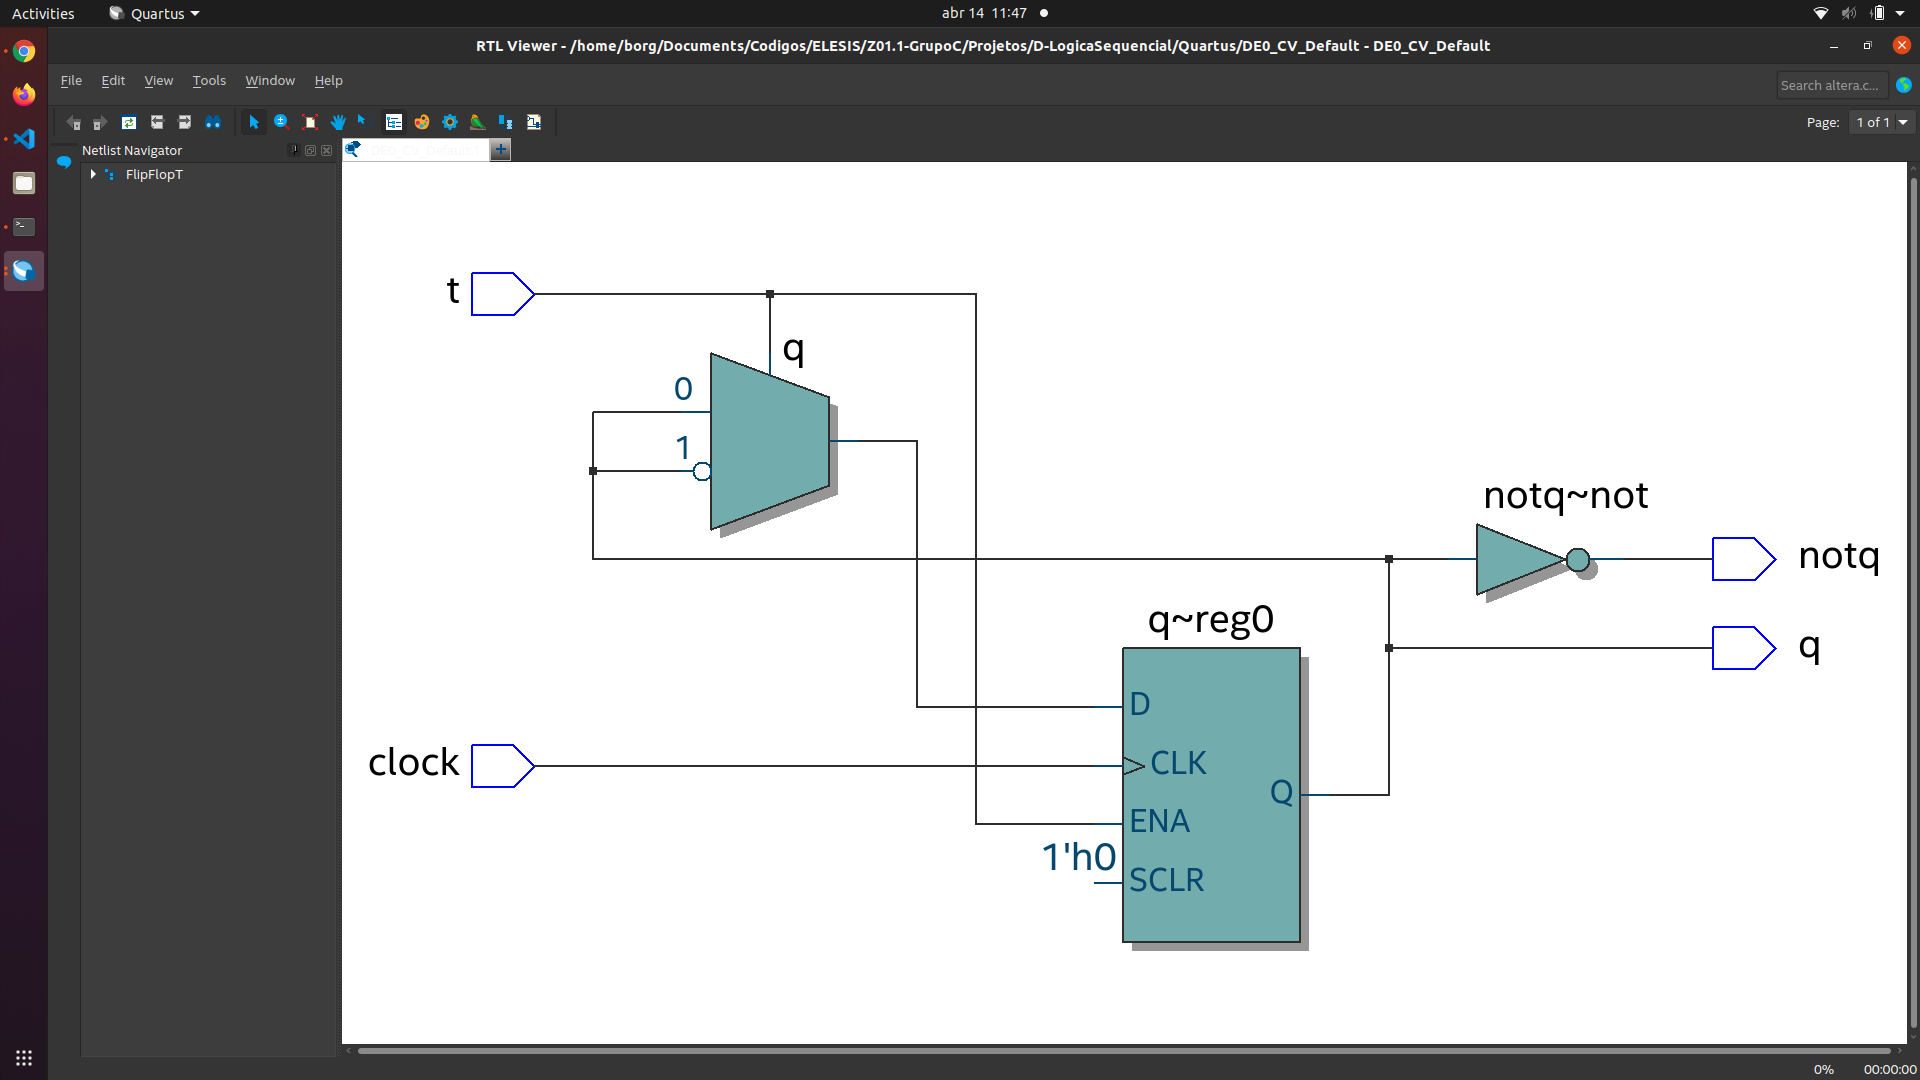 Activities Quartus abr 14 11:47
RTL Viewer - /home/borg/Documents/Codigos/ELESIS/Z01.1-GrupoC/Projetos/D-LogicaSequencial/Quartus/DE0_CV_Default - DE0_CV_Default
File Edit View Tools Window Help Search altera.c...
Page: 1 of 1
Netlist Navigator
FlipFlopT
t
q
0
1
notq~not
notq
q~reg0
q
D
clock
CLK
Q
ENA
1'h0
SCLR
0% 00:00:00